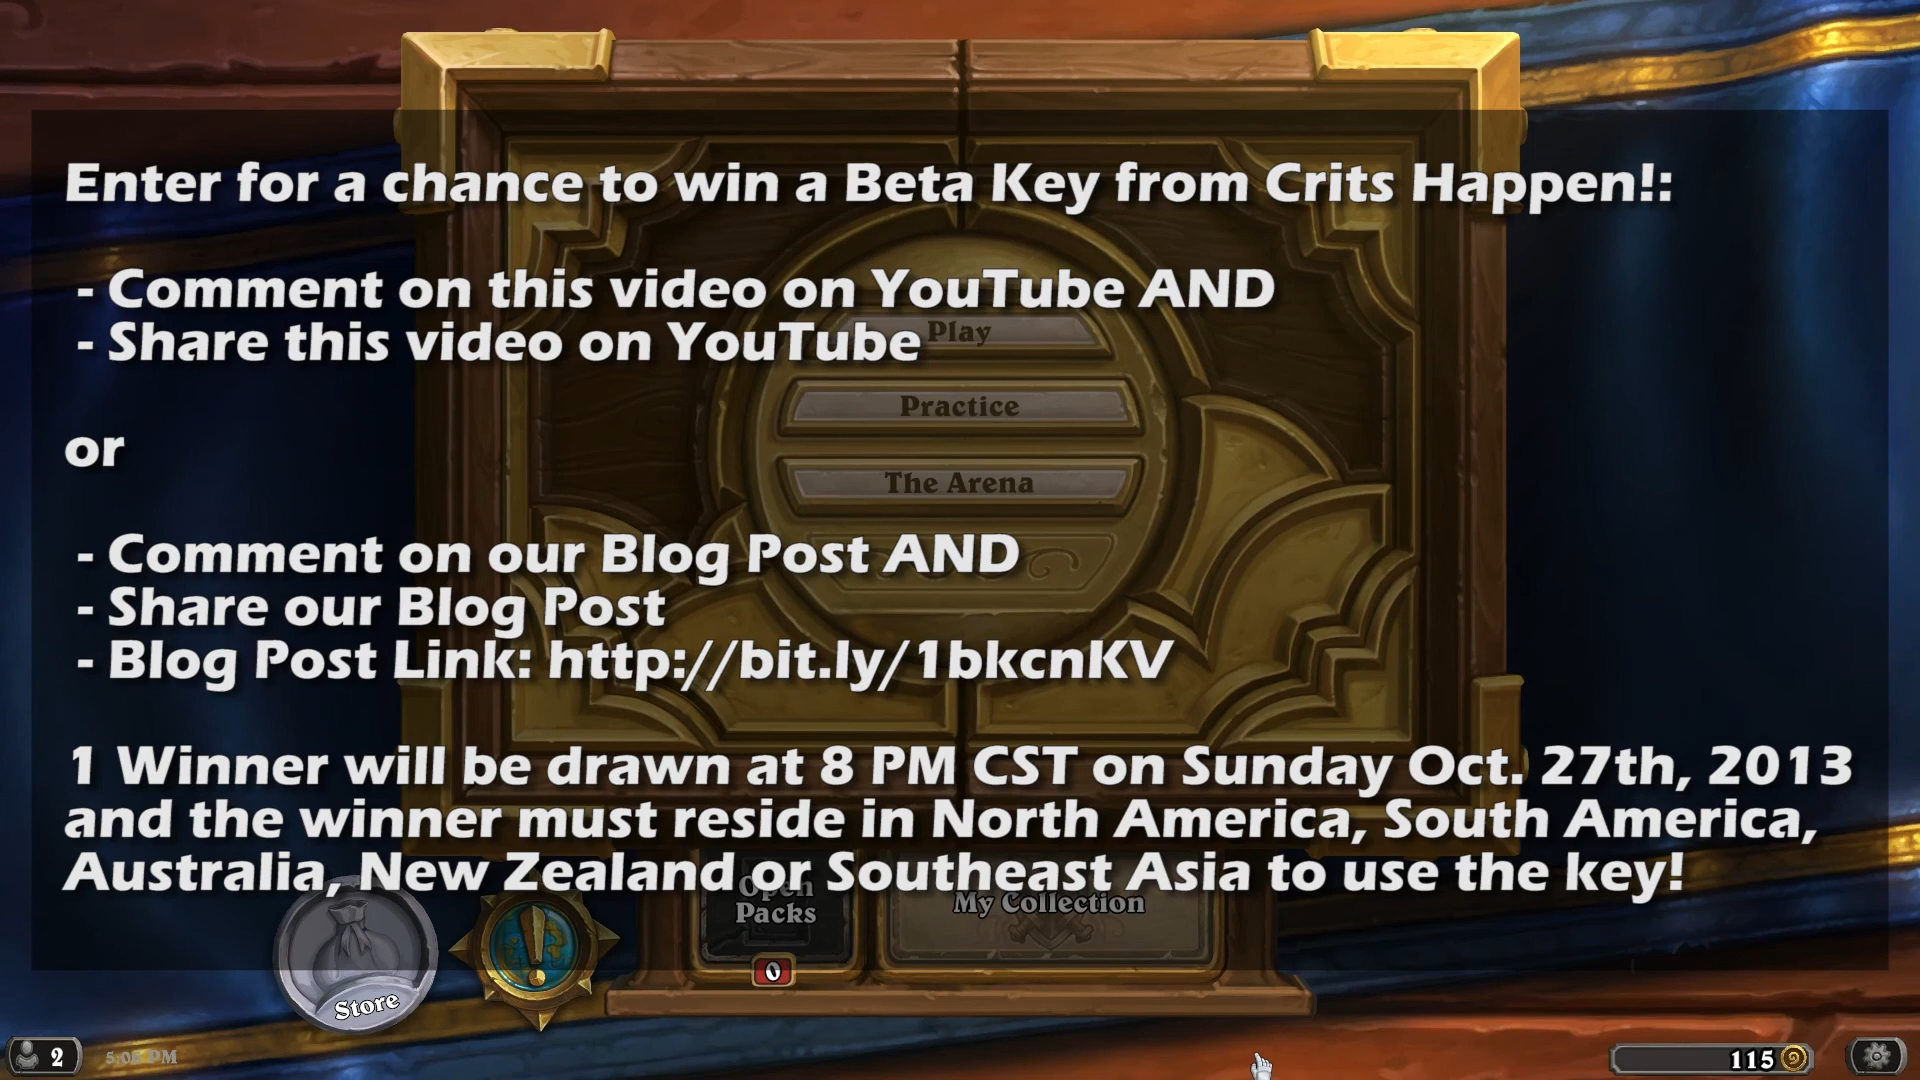 Enter for a chance to win a Beta Key from Crits Happen!:
- Comment on this video on YouTube AND
- Share this video on YouTube
Play
Practice
or
The Arena
- Comment on our Blog Post AND
- Share our Blog Post
- Blog Post Link: http://bit.ly/1bkcnKV
1 Winner will be drawn at 8 PM CST on Sunday Oct. 27th, 2013
and the winner must reside in North America, South America,
Australia, New Zealand or Southeast Asia to use the key!
Open
Packs
My Collection
0
Store
2
5:06 PM
115